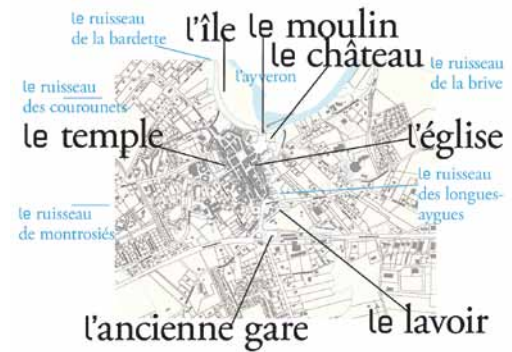 le ruisseau
de la bardette
l'île
le moulin
le château
l'ayveron
le ruisseau
de la brive
le ruisseau
des courounets
le temple
l'église
le ruisseau
des longues-
aygues
le ruisseau
de montrosiés
l'ancienne gare
le lavoir